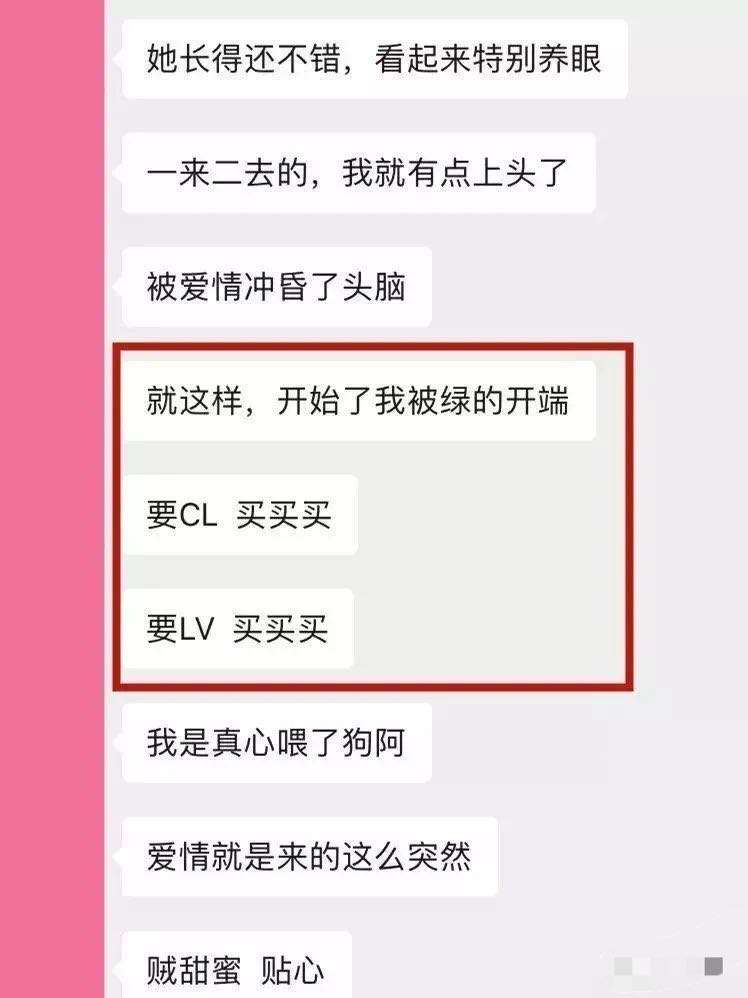 她长得还不错，看起来特别养眼
一来二去的，我就有点上头了
被爱情冲昏了头脑
就这样，开始了我被绿的开端
要CL 买买买
要LV 买买买
我是真心喂了狗阿
爱情就是来的这么突然
贼甜蜜 贴心